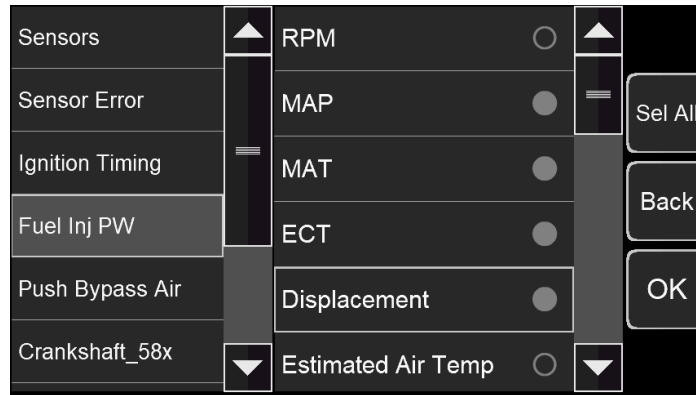 Sensors
Sensor Error
Ignition Timing
Fuel Inj PW
Push Bypass Air
Crankshaft_58x
RPM
MAP
MAT
ECT
Displacement
Estimated Air Temp
Sel All
Back
OK